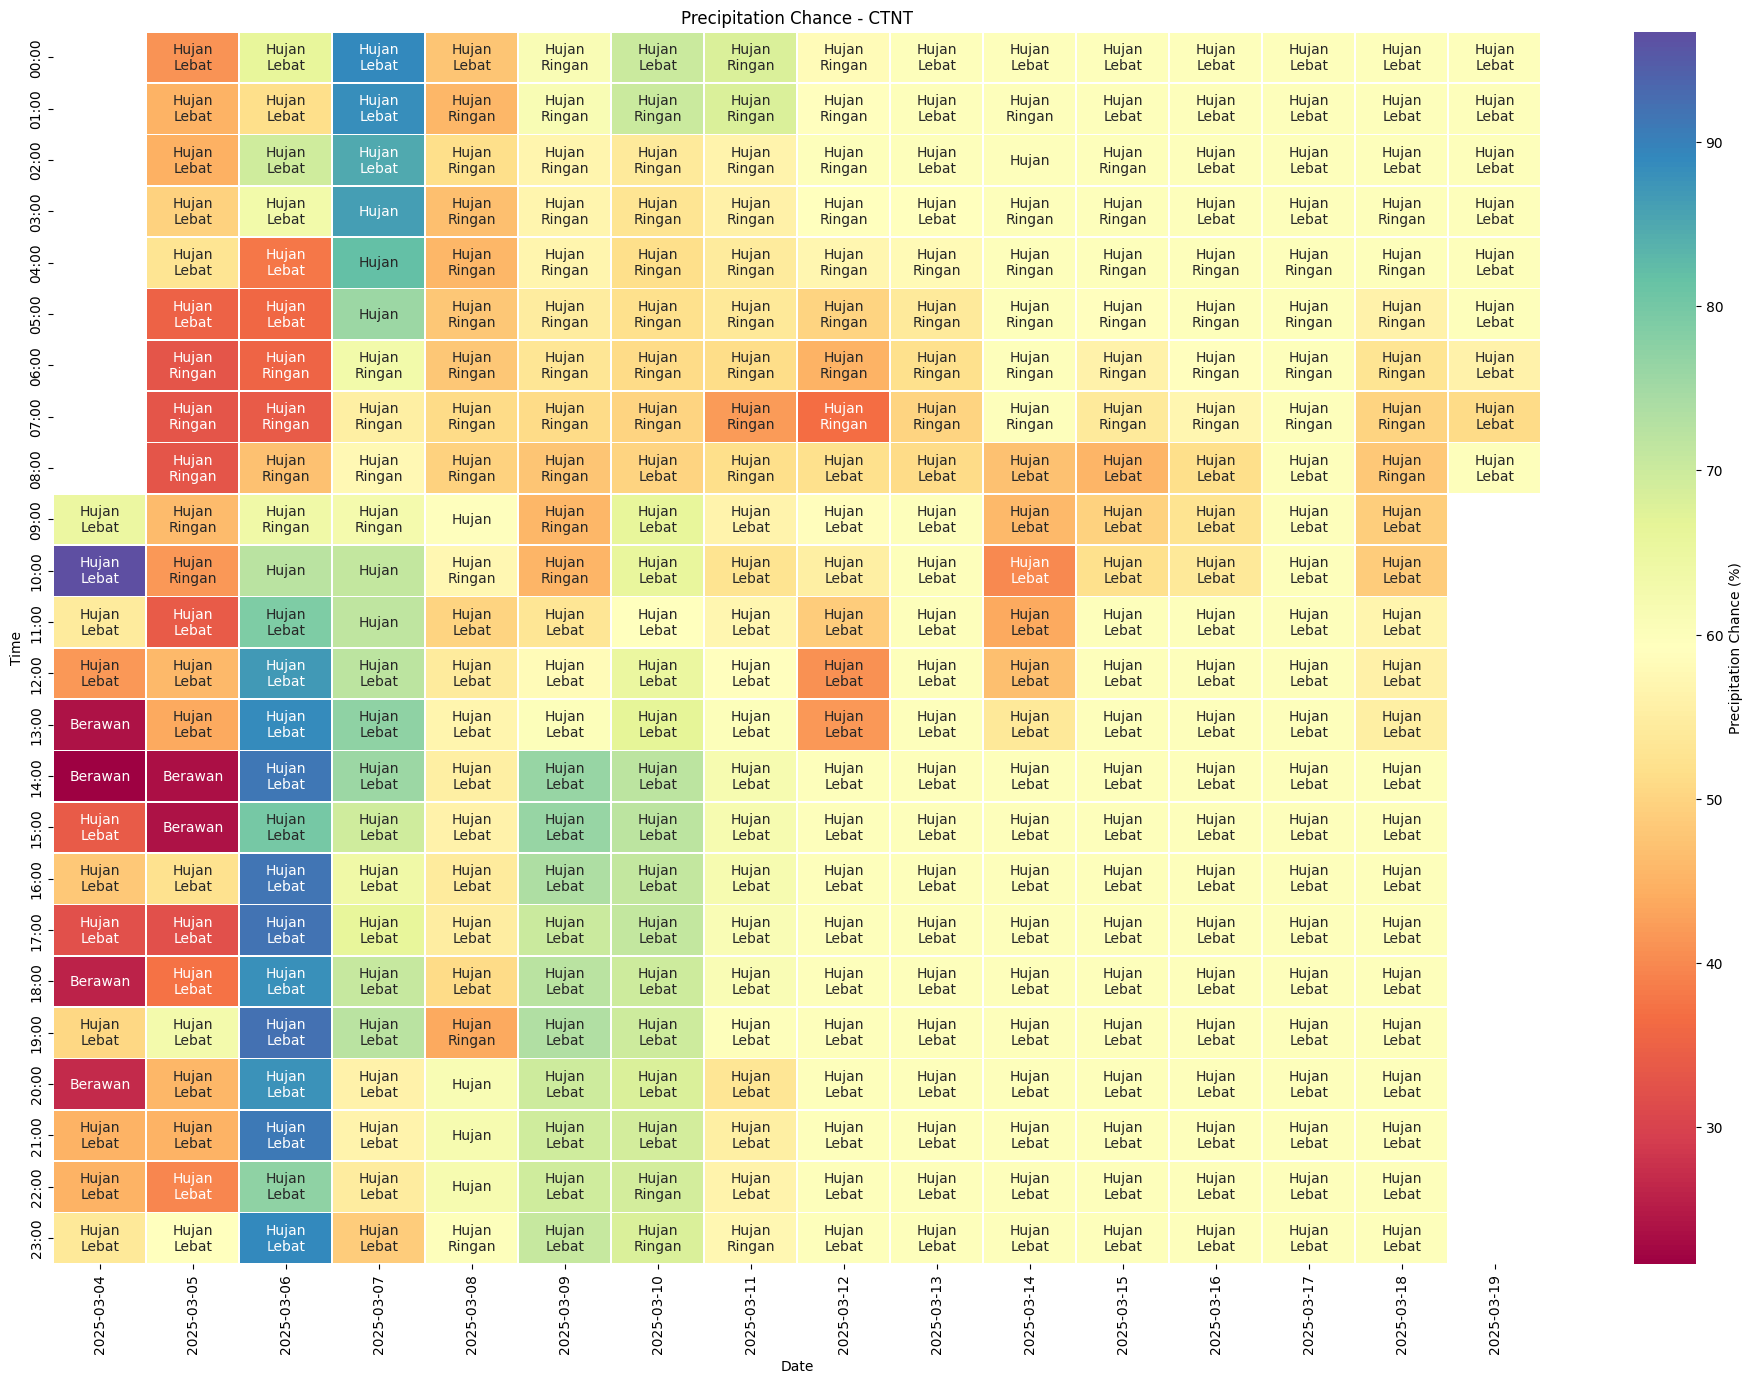 Precipitation Chance - CTNT
Time
00:00 Hujan Lebat Hujan Lebat Hujan Lebat Hujan Lebat Hujan Ringan Hujan Lebat Hujan Ringan Hujan Ringan Hujan Lebat Hujan Lebat Hujan Lebat Hujan Lebat Hujan Lebat Hujan Lebat Hujan Lebat
01:00 Hujan Lebat Hujan Lebat Hujan Lebat Hujan Ringan Hujan Ringan Hujan Ringan Hujan Ringan Hujan Ringan Hujan Lebat Hujan Ringan Hujan Lebat Hujan Lebat Hujan Lebat Hujan Lebat Hujan Lebat
02:00 Hujan Lebat Hujan Lebat Hujan Lebat Hujan Ringan Hujan Ringan Hujan Ringan Hujan Ringan Hujan Ringan Hujan Lebat Hujan Hujan Ringan Hujan Lebat Hujan Lebat Hujan Lebat Hujan Lebat
03:00 Hujan Lebat Hujan Lebat Hujan Hujan Ringan Hujan Ringan Hujan Ringan Hujan Ringan Hujan Ringan Hujan Lebat Hujan Ringan Hujan Ringan Hujan Lebat Hujan Lebat Hujan Ringan Hujan Lebat
04:00 Hujan Lebat Hujan Lebat Hujan Hujan Ringan Hujan Ringan Hujan Ringan Hujan Ringan Hujan Ringan Hujan Ringan Hujan Ringan Hujan Ringan Hujan Ringan Hujan Ringan Hujan Ringan Hujan Lebat
05:00 Hujan Lebat Hujan Lebat Hujan Hujan Ringan Hujan Ringan Hujan Ringan Hujan Ringan Hujan Ringan Hujan Ringan Hujan Ringan Hujan Ringan Hujan Ringan Hujan Ringan Hujan Ringan Hujan Lebat
06:00 Hujan Ringan Hujan Ringan Hujan Ringan Hujan Ringan Hujan Ringan Hujan Ringan Hujan Ringan Hujan Ringan Hujan Ringan Hujan Ringan Hujan Ringan Hujan Ringan Hujan Ringan Hujan Ringan Hujan Lebat
07:00 Hujan Ringan Hujan Ringan Hujan Ringan Hujan Ringan Hujan Ringan Hujan Ringan Hujan Ringan Hujan Ringan Hujan Ringan Hujan Ringan Hujan Ringan Hujan Ringan Hujan Ringan Hujan Ringan Hujan Lebat
08:00 Hujan Ringan Hujan Ringan Hujan Ringan Hujan Ringan Hujan Ringan Hujan Lebat Hujan Ringan Hujan Lebat Hujan Lebat Hujan Lebat Hujan Lebat Hujan Lebat Hujan Lebat Hujan Ringan Hujan Lebat
09:00 Hujan Lebat Hujan Ringan Hujan Ringan Hujan Ringan Hujan Hujan Ringan Hujan Lebat Hujan Lebat Hujan Lebat Hujan Lebat Hujan Lebat Hujan Lebat Hujan Lebat Hujan Lebat Hujan Lebat
10:00 Hujan Lebat Hujan Ringan Hujan Hujan Hujan Ringan Hujan Ringan Hujan Lebat Hujan Lebat Hujan Lebat Hujan Lebat Hujan Lebat Hujan Lebat Hujan Lebat Hujan Lebat Hujan Lebat
11:00 Hujan Lebat Hujan Lebat Hujan Lebat Hujan Hujan Lebat Hujan Lebat Hujan Lebat Hujan Lebat Hujan Lebat Hujan Lebat Hujan Lebat Hujan Lebat Hujan Lebat Hujan Lebat Hujan Lebat
12:00 Hujan Lebat Hujan Lebat Hujan Lebat Hujan Lebat Hujan Lebat Hujan Lebat Hujan Lebat Hujan Lebat Hujan Lebat Hujan Lebat Hujan Lebat Hujan Lebat Hujan Lebat Hujan Lebat Hujan Lebat
13:00 Berawan Hujan Lebat Hujan Lebat Hujan Lebat Hujan Lebat Hujan Lebat Hujan Lebat Hujan Lebat Hujan Lebat Hujan Lebat Hujan Lebat Hujan Lebat Hujan Lebat Hujan Lebat Hujan Lebat
14:00 Berawan Berawan Hujan Lebat Hujan Lebat Hujan Lebat Hujan Lebat Hujan Lebat Hujan Lebat Hujan Lebat Hujan Lebat Hujan Lebat Hujan Lebat Hujan Lebat Hujan Lebat Hujan Lebat
15:00 Hujan Lebat Berawan Hujan Lebat Hujan Lebat Hujan Lebat Hujan Lebat Hujan Lebat Hujan Lebat Hujan Lebat Hujan Lebat Hujan Lebat Hujan Lebat Hujan Lebat Hujan Lebat Hujan Lebat
16:00 Hujan Lebat Hujan Lebat Hujan Lebat Hujan Lebat Hujan Lebat Hujan Lebat Hujan Lebat Hujan Lebat Hujan Lebat Hujan Lebat Hujan Lebat Hujan Lebat Hujan Lebat Hujan Lebat Hujan Lebat
17:00 Hujan Lebat Hujan Lebat Hujan Lebat Hujan Lebat Hujan Lebat Hujan Lebat Hujan Lebat Hujan Lebat Hujan Lebat Hujan Lebat Hujan Lebat Hujan Lebat Hujan Lebat Hujan Lebat Hujan Lebat
18:00 Berawan Hujan Lebat Hujan Lebat Hujan Lebat Hujan Lebat Hujan Lebat Hujan Lebat Hujan Lebat Hujan Lebat Hujan Lebat Hujan Lebat Hujan Lebat Hujan Lebat Hujan Lebat Hujan Lebat
19:00 Hujan Lebat Hujan Lebat Hujan Lebat Hujan Lebat Hujan Ringan Hujan Lebat Hujan Lebat Hujan Lebat Hujan Lebat Hujan Lebat Hujan Lebat Hujan Lebat Hujan Lebat Hujan Lebat Hujan Lebat
20:00 Berawan Hujan Lebat Hujan Lebat Hujan Lebat Hujan Hujan Lebat Hujan Lebat Hujan Lebat Hujan Lebat Hujan Lebat Hujan Lebat Hujan Lebat Hujan Lebat Hujan Lebat Hujan Lebat
21:00 Hujan Lebat Hujan Lebat Hujan Lebat Hujan Lebat Hujan Hujan Lebat Hujan Lebat Hujan Lebat Hujan Lebat Hujan Lebat Hujan Lebat Hujan Lebat Hujan Lebat Hujan Lebat Hujan Lebat
22:00 Hujan Lebat Hujan Lebat Hujan Lebat Hujan Lebat Hujan Hujan Lebat Hujan Ringan Hujan Lebat Hujan Lebat Hujan Lebat Hujan Lebat Hujan Lebat Hujan Lebat Hujan Lebat Hujan Lebat
23:00 Hujan Lebat Hujan Lebat Hujan Lebat Hujan Lebat Hujan Ringan Hujan Lebat Hujan Ringan Hujan Ringan Hujan Lebat Hujan Lebat Hujan Lebat Hujan Lebat Hujan Lebat Hujan Lebat Hujan Lebat
2025-03-04 2025-03-05 2025-03-06 2025-03-07 2025-03-08 2025-03-09 2025-03-10 2025-03-11 2025-03-12 2025-03-13 2025-03-14 2025-03-15 2025-03-16 2025-03-17 2025-03-18 2025-03-19
Date
90
80
70
60
50
40
30
Precipitation Chance (%)